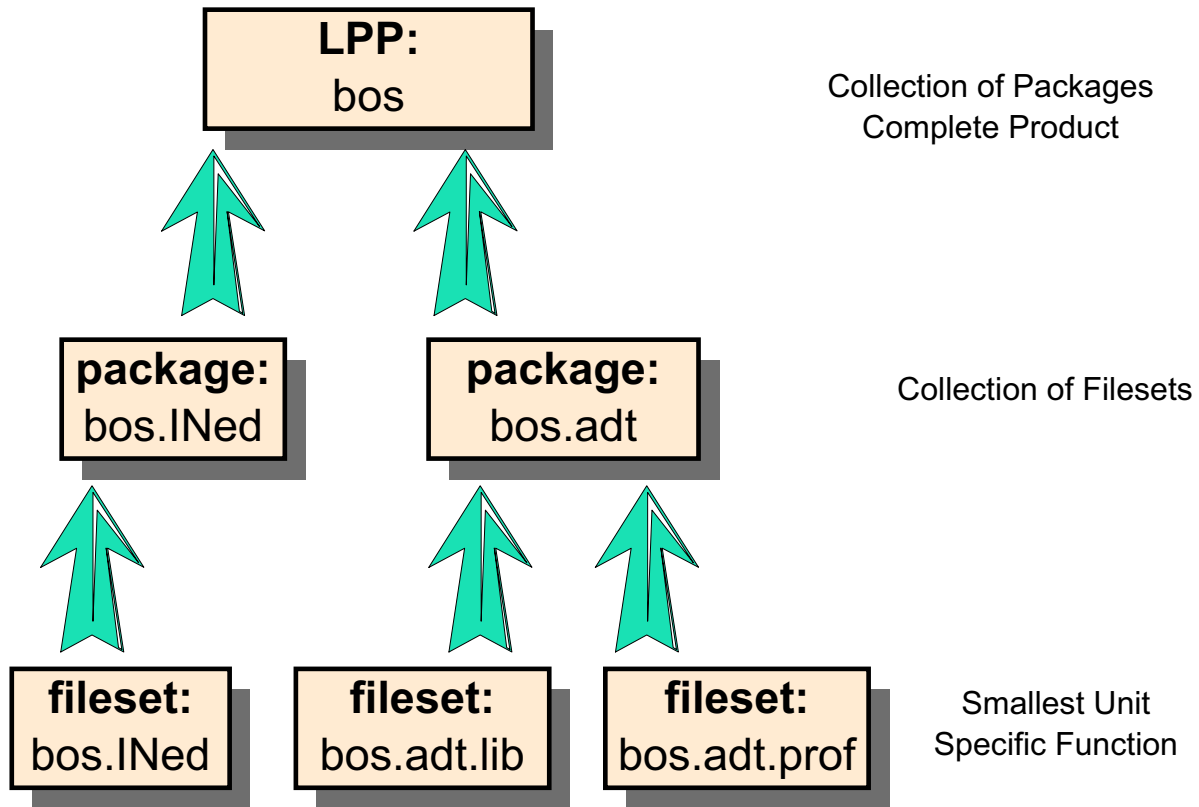 LPP:
bos
Collection of Packages
Complete Product
package:
bos.INed
package:
bos.adt
Collection of Filesets
fileset:
bos.INed
fileset:
bos.adt.lib
fileset:
bos.adt.prof
Smallest Unit
Specific Function